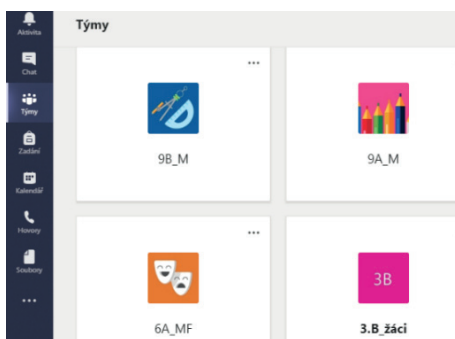 Aktivita
Týmy
Chat
Týmy
Zadání
Kalendář
Hovory
Soubory
9B_M
9A_M
3B
6A_MF
3.B_žáci